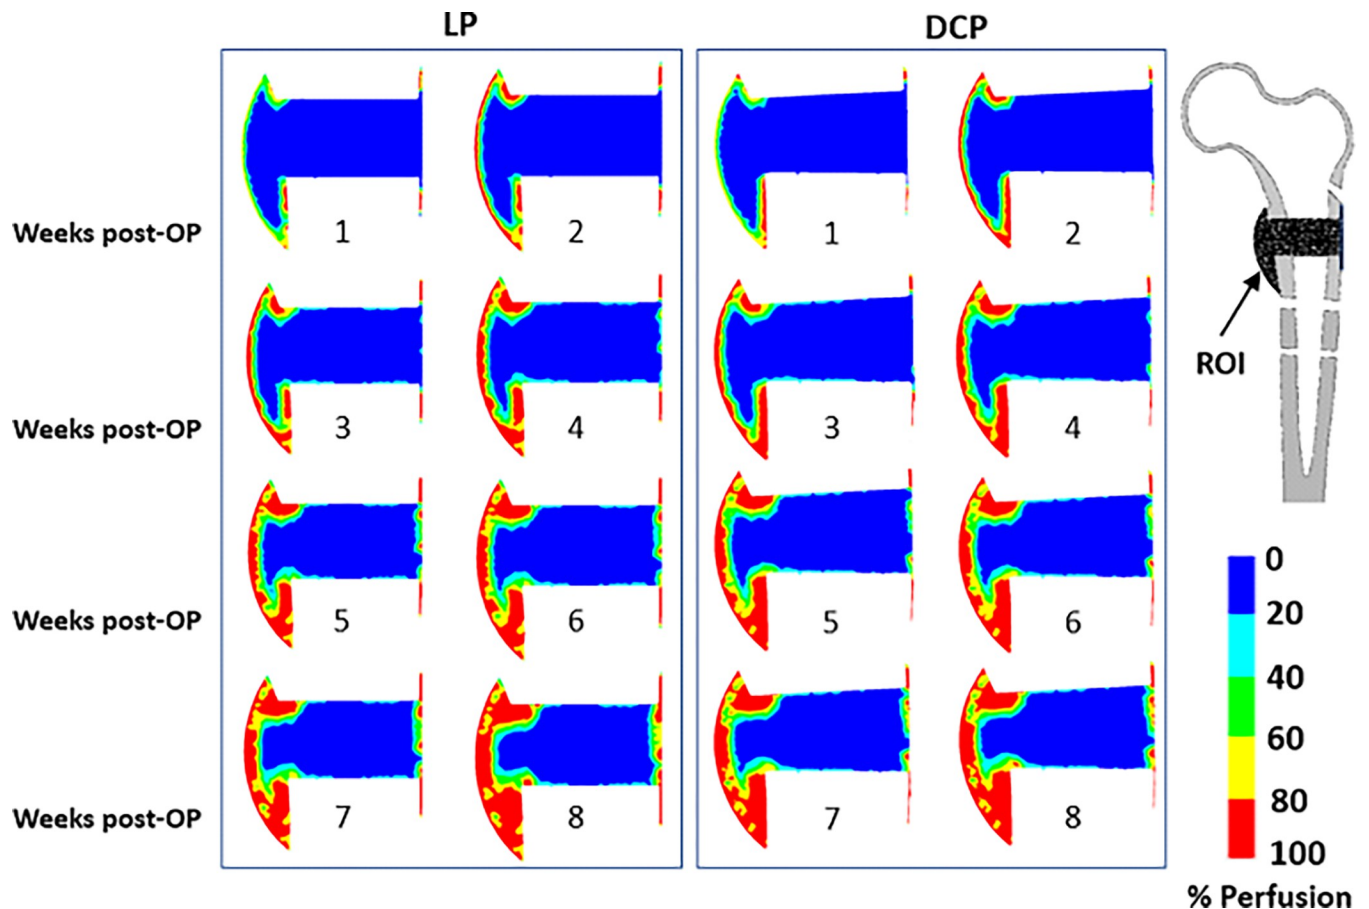 LP
DCP
Weeks post-OP 1 2 1 2
Weeks post-OP 3 4 3 4
Weeks post-OP 5 6 5 6
Weeks post-OP 7 8 7 8
ROI
0
20
40
60
80
100
% Perfusion